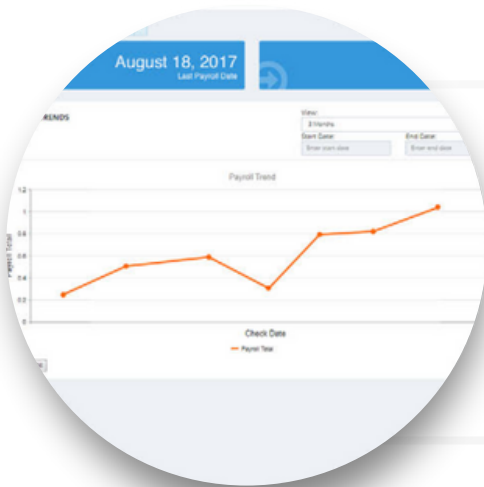 August 18, 2017
Last Payroll Date
RENDS
View:
3 Months
Start Date:
End Date:
Enter start date
Enter end date
Payroll Trend
1.2
1
0.8
0.6
0.4
0.2
0
Payroll Total
Check Date
Payroll Total